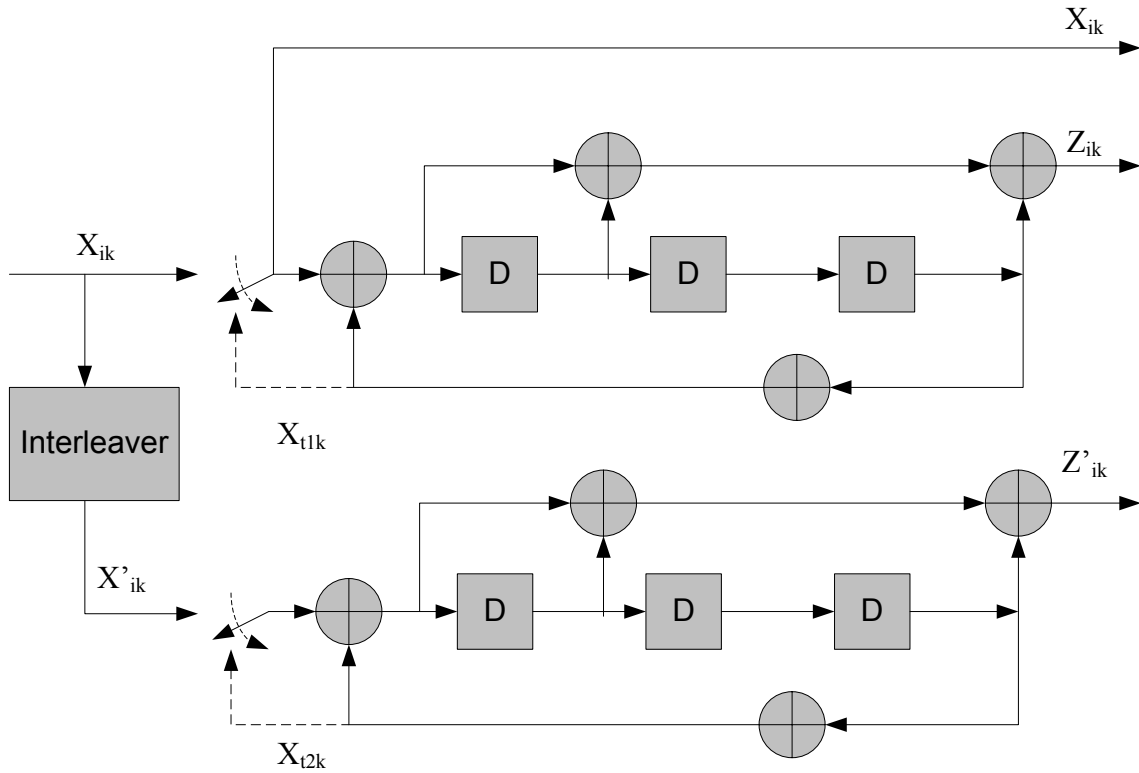 X_ik
Z_ik
X_ik
D D D
X_t1k
Interleaver
Z’_ik
X’_ik
D D D
X_t2k